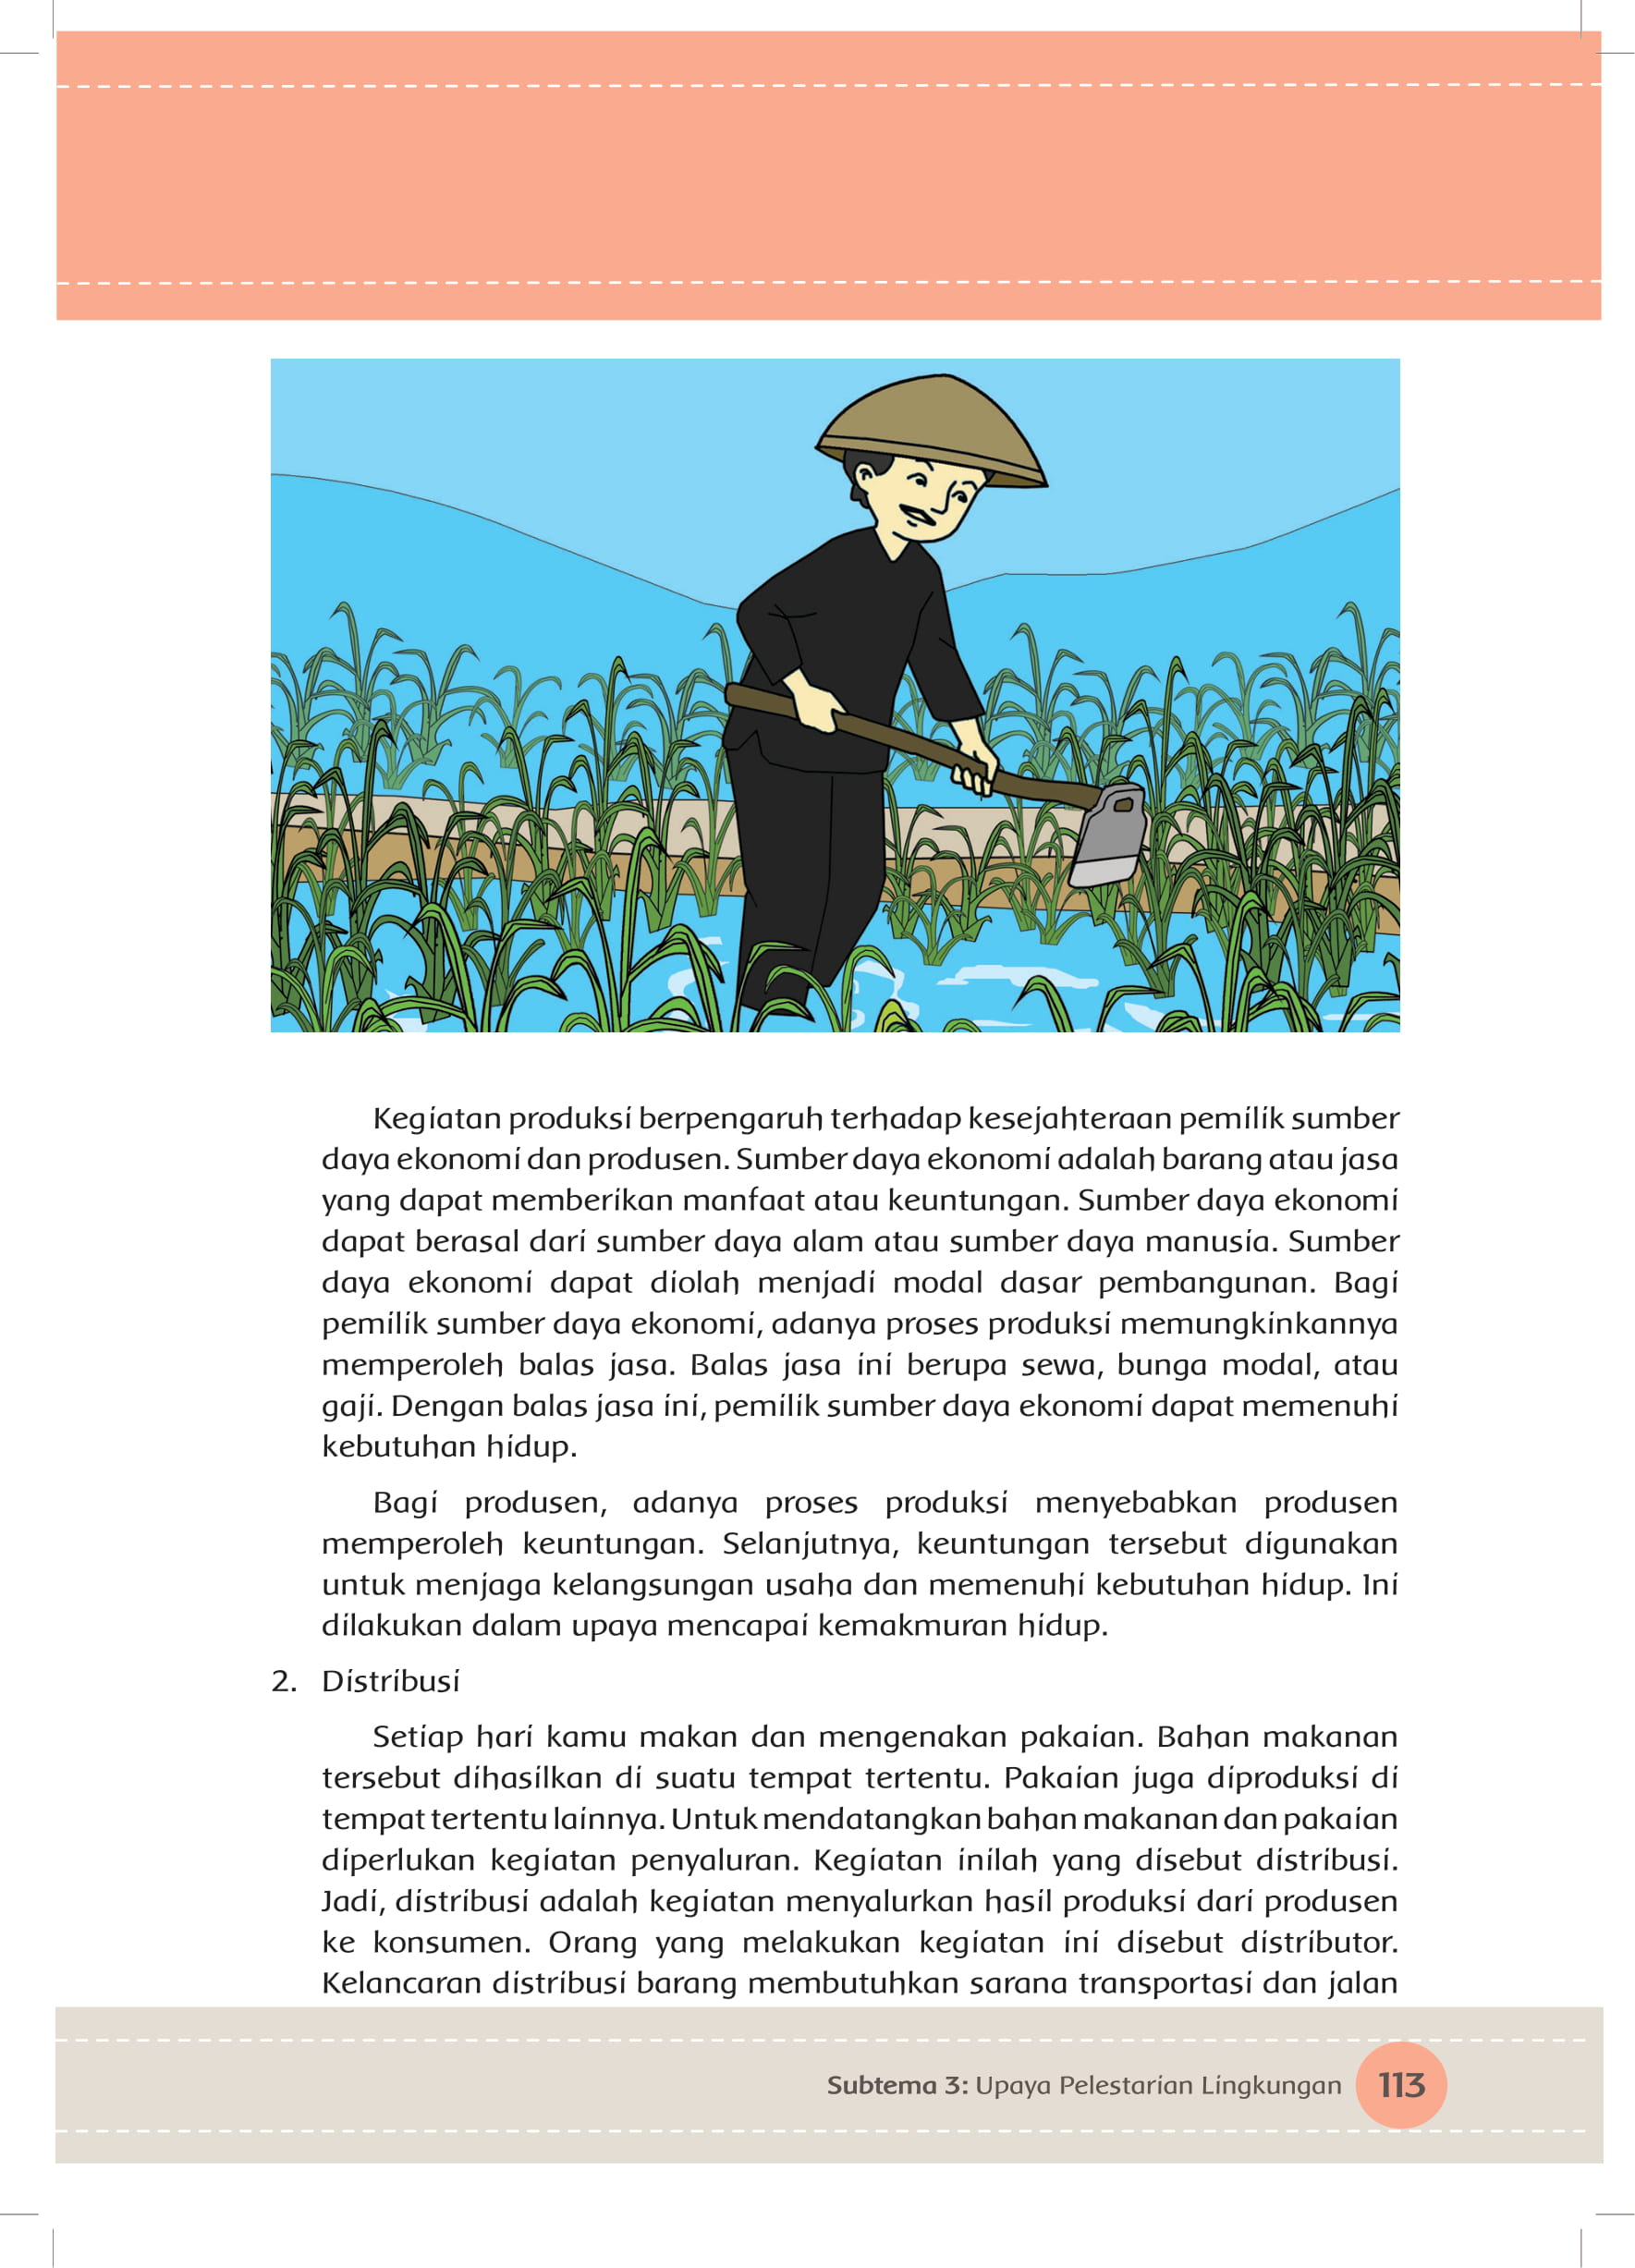 Kegiatan produksi berpengaruh terhadap kesejahteraan pemilik sumber
daya ekonomi dan produsen. Sumber daya ekonomi adalah barang atau jasa
yang dapat memberikan manfaat atau keuntungan. Sumber daya ekonomi
dapat berasal dari sumber daya alam atau sumber daya manusia. Sumber
daya ekonomi dapat diolah menjadi modal dasar pembangunan. Bagi
pemilik sumber daya ekonomi, adanya proses produksi memungkinkannya
memperoleh balas jasa. Balas jasa ini berupa sewa, bunga modal, atau
gaji. Dengan balas jasa ini, pemilik sumber daya ekonomi dapat memenuhi
kebutuhan hidup.
Bagi produsen, adanya proses produksi menyebabkan produsen
memperoleh keuntungan. Selanjutnya, keuntungan tersebut digunakan
untuk menjaga kelangsungan usaha dan memenuhi kebutuhan hidup. Ini
dilakukan dalam upaya mencapai kemakmuran hidup.
2. Distribusi
Setiap hari kamu makan dan mengenakan pakaian. Bahan makanan
tersebut dihasilkan di suatu tempat tertentu. Pakaian juga diproduksi di
tempat tertentu lainnya. Untuk mendatangkan bahan makanan dan pakaian
diperlukan kegiatan penyaluran. Kegiatan inilah yang disebut distribusi.
Jadi, distribusi adalah kegiatan menyalurkan hasil produksi dari produsen
ke konsumen. Orang yang melakukan kegiatan ini disebut distributor.
Kelancaran distribusi barang membutuhkan sarana transportasi dan jalan
Subtema 3: Upaya Pelestarian Lingkungan 113